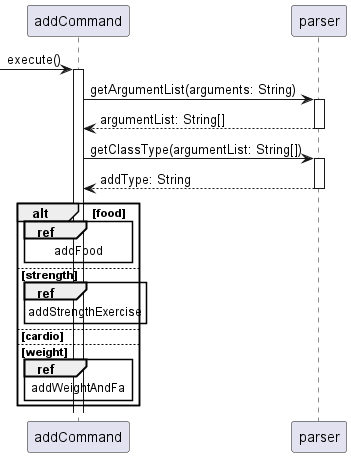 addCommand parser
execute()
getArgumentList(arguments: String)
argumentList: String[]
getClassType(argumentList: String[])
addType: String
alt [food]
ref
addFood
[strength]
ref
addStrengthExercise
[cardio]
[weight]
ref
addWeightAndFa
addCommand parser